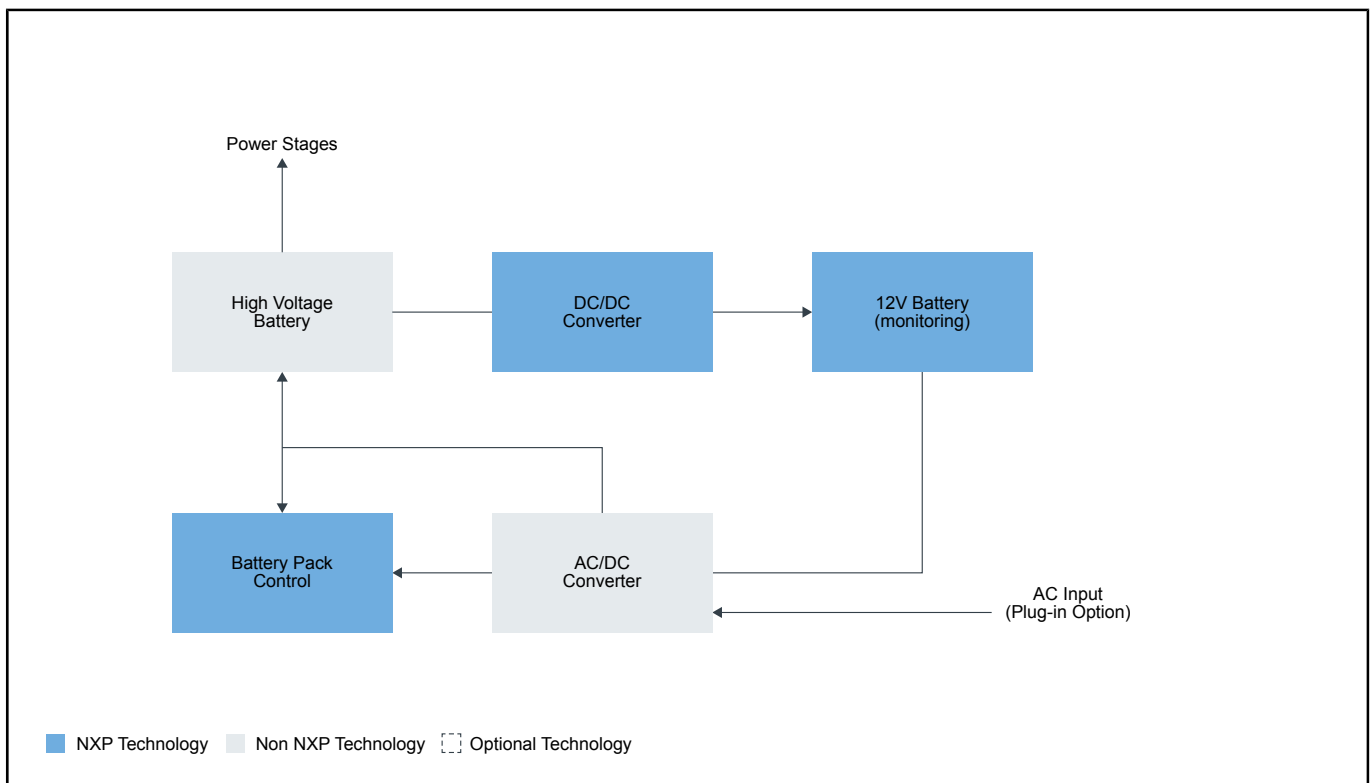 Power Stages
High Voltage
Battery
DC/DC
Converter
12V Battery
(monitoring)
Battery Pack
Control
AC/DC
Converter
AC Input
(Plug-in Option)
NXP Technology
Non NXP Technology
Optional Technology